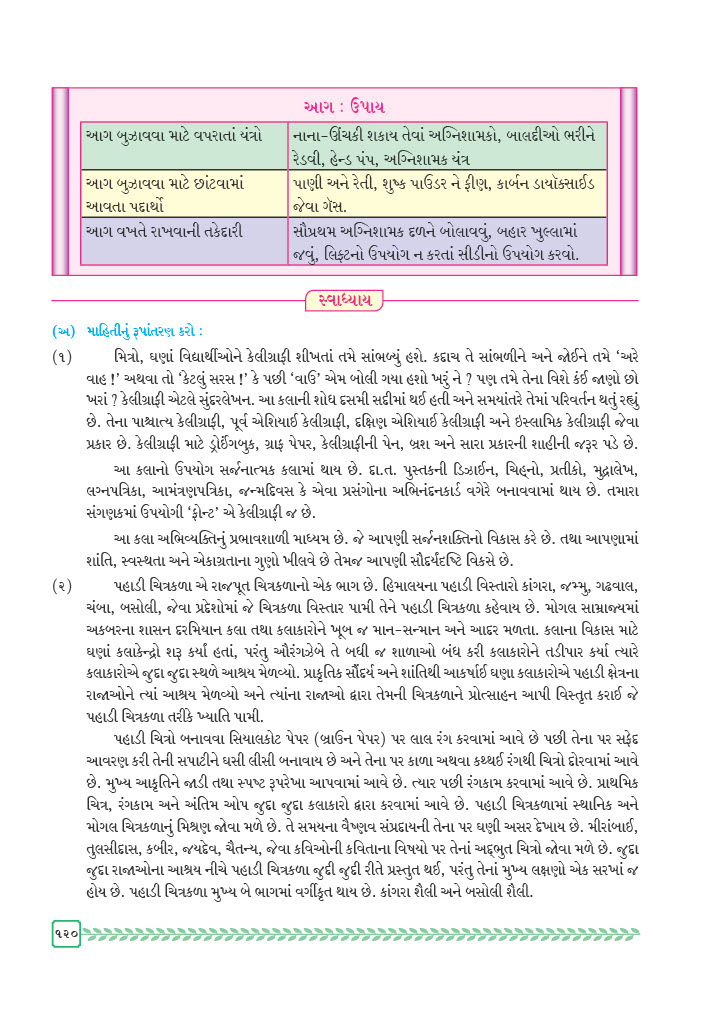 આગ : ઉપાય
આગ બુઝાવવા માટે વપરાતાં યંત્રો
નાના-ઊંચકી શકાય તેવાં અગ્નિશામકો, બાલદીઓ ભરીને
રેડવી, હેન્ડ પંપ, અગ્નિશામક યંત્ર
આગ બુઝાવવા માટે છાંટવામાં
આવતા પદાર્થો
પાણી અને રેતી, શુષ્ક પાઉડર ને ફીણ, કાર્બન ડાયૉક્સાઈડ
જેવા ગૅસ.
આગ વખતે રાખવાની તકેદારી
સૌપ્રથમ અગ્નિશામક દળને બોલાવવું, બહાર ખુલ્લામાં
જવું, લિફ્ટનો ઉપયોગ ન કરતાં સીડીનો ઉપયોગ કરવો.
સ્વાધ્યાય
(અ) માહિતીનું રૂપાંતરણ કરો :
(૧) મિત્રો, ઘણાં વિદ્યાર્થીઓને કેલીગ્રાફી શીખતાં તમે સાંભળ્યું હશે. કદાચ તે સાંભળીને અને જોઈને તમે ‘અરે
વાહ !’ અથવા તો ‘કેટલું સરસ !’ કે પછી ‘વાઉ’ એમ બોલી ગયા હશો ખરું ને ? પણ તમે તેના વિશે કંઈ જાણો છો
ખરાં ? કેલીગ્રાફી એટલે સુંદરલેખન. આ કલાની શોધ દસમી સદીમાં થઈ હતી અને સમયાંતરે તેમાં પરિવર્તન થતું રહ્યું
છે. તેના પાશ્ચાત્ય કેલીગ્રાફી, પૂર્વ એશિયાઈ કેલીગ્રાફી, દક્ષિણ એશિયાઈ કેલીગ્રાફી અને ઇસ્લામિક કેલીગ્રાફી જેવા
પ્રકાર છે. કેલીગ્રાફી માટે ડ્રોઈંગબુક, ગ્રાફ પેપર, કેલીગ્રાફીની પેન, બ્રશ અને સારા પ્રકારની શાહીની જરૂર પડે છે.
આ કલાનો ઉપયોગ સર્જનાત્મક કલામાં થાય છે. દા.ત. પુસ્તકની ડિઝાઈન, ચિહ્નો, પ્રતીકો, મુદ્રાલેખ,
લગ્નપત્રિકા, આમંત્રણપત્રિકા, જન્મદિવસ કે એવા પ્રસંગોના અભિનંદનકાર્ડ વગેરે બનાવવામાં થાય છે. તમારા
સંગણકમાં ઉપયોગી ‘ફોન્ટ’ એ કેલીગ્રાફી જ છે.
આ કલા અભિવ્યક્તિનું પ્રભાવશાળી માધ્યમ છે. જે આપણી સર્જનશક્તિનો વિકાસ કરે છે. તથા આપણામાં
શાંતિ, સ્વસ્થતા અને એકાગ્રતાના ગુણો ખીલવે છે તેમજ આપણી સૌદર્યદૃષ્ટિ વિકસે છે.
(૨) પહાડી ચિત્રકળા એ રાજપૂત ચિત્રકળાનો એક ભાગ છે. હિમાલયના પહાડી વિસ્તારો કાંગરા, જમ્મુ, ગઢવાલ,
ચંબા, બસોલી, જેવા પ્રદેશોમાં જે ચિત્રકળા વિસ્તાર પામી તેને પહાડી ચિત્રકળા કહેવાય છે. મોગલ સામ્રાજ્યમાં
અકબરના શાસન દરમિયાન કલા તથા કલાકારોને ખૂબ જ માન-સન્માન અને આદર મળતા. કલાના વિકાસ માટે
ઘણાં કલાકેન્દ્રો શરૂ કર્યાં હતાં, પરંતુ ઔરંગઝેબે તે બધી જ શાળાઓ બંધ કરી કલાકારોને તડીપાર કર્યા ત્યારે
કલાકારોએ જુદા જુદા સ્થળે આશ્રય મેળવ્યો. પ્રાકૃતિક સૌંદર્ય અને શાંતિથી આકર્ષાઈ ઘણા કલાકારોએ પહાડી ક્ષેત્રના
રાજાઓને ત્યાં આશ્રય મેળવ્યો અને ત્યાંના રાજાઓ દ્વારા તેમની ચિત્રકળાને પ્રોત્સાહન આપી વિસ્તૃત કરાઈ જે
પહાડી ચિત્રકળા તરીકે ખ્યાતિ પામી.
પહાડી ચિત્રો બનાવવા સિયાલકોટ પેપર (બ્રાઉન પેપર) પર લાલ રંગ કરવામાં આવે છે પછી તેના પર સફેદ
આવરણ કરી તેની સપાટીને ઘસી લીસી બનાવાય છે અને તેના પર કાળા અથવા કથ્થઈ રંગથી ચિત્રો દોરવામાં આવે
છે. મુખ્ય આકૃતિને જાડી તથા સ્પષ્ટ રૂપરેખા આપવામાં આવે છે. ત્યાર પછી રંગકામ કરવામાં આવે છે. પ્રાથમિક
ચિત્ર, રંગકામ અને અંતિમ ઓપ જુદા જુદા કલાકારો દ્વારા કરવામાં આવે છે. પહાડી ચિત્રકળામાં સ્થાનિક અને
મોગલ ચિત્રકળાનું મિશ્રણ જોવા મળે છે. તે સમયના વૈષ્ણવ સંપ્રદાયની તેના પર ઘણી અસર દેખાય છે. મીરાંબાઈ,
તુલસીદાસ, કબીર, જયદેવ, ચૈતન્ય, જેવા કવિઓની કવિતાના વિષયો પર તેનાં અદ્ભુત ચિત્રો જોવા મળે છે. જુદા
જુદા રાજાઓના આશ્રય નીચે પહાડી ચિત્રકળા જુદી જુદી રીતે પ્રસ્તુત થઈ, પરંતુ તેનાં મુખ્ય લક્ષણો એક સરખાં જ
હોય છે. પહાડી ચિત્રકળા મુખ્ય બે ભાગમાં વર્ગીકૃત થાય છે. કાંગરા શૈલી અને બસોલી શૈલી.
૧૨૦